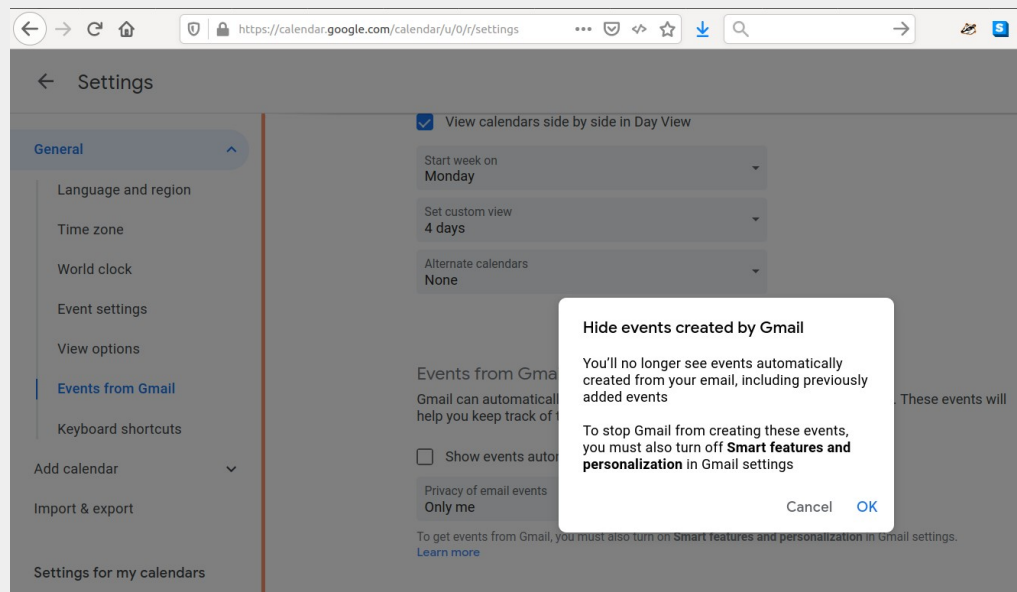 https://calendar.google.com/calendar/u/0/r/settings
S
Settings
General
Language and region
Time zone
World clock
Event settings
View options
Events from Gmail
Keyboard shortcuts
Add calendar
Import & export
Settings for my calendars
View calendars side by side in Day View
Start week on
Monday
Set custom view
4 days
Alternate calendars
None
Events from Gma
Gmail can automaticall
. These events will
help you keep track of
Show events autor
Privacy of email events
Only me
To get events from Gmail, you must also turn on Smart features and personalization in Gmail settings.
Learn more
Hide events created by Gmail
You'll no longer see events automatically
created from your email, including previously
added events
To stop Gmail from creating these events,
you must also turn off Smart features and
personalization in Gmail settings
Cancel OK